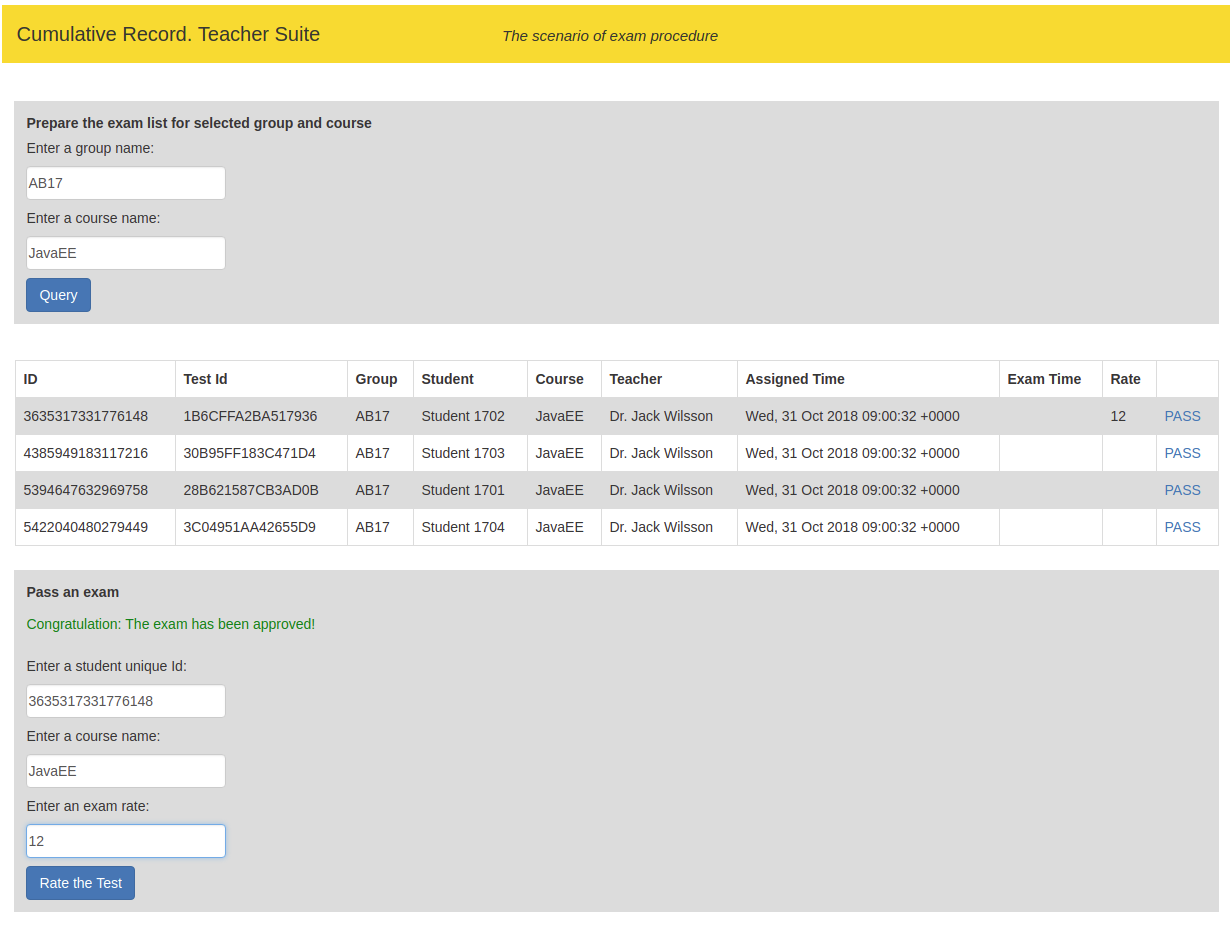 Cumulative Record. Teacher Suite The scenario of exam procedure
Prepare the exam list for selected group and course
Enter a group name:
AB17
Enter a course name:
JavaEE
Query
ID Test Id Group Student Course Teacher Assigned Time Exam Time Rate
3635317331776148 1B6CFFA2BA517936 AB17 Student 1702 JavaEE Dr. Jack Wilsson Wed, 31 Oct 2018 09:00:32 +0000 12 PASS
4385949183117216 30B95FF183C471D4 AB17 Student 1703 JavaEE Dr. Jack Wilsson Wed, 31 Oct 2018 09:00:32 +0000 PASS
5394647632969758 28B621587CB3AD0B AB17 Student 1701 JavaEE Dr. Jack Wilsson Wed, 31 Oct 2018 09:00:32 +0000 PASS
5422040480279449 3C04951AA42655D9 AB17 Student 1704 JavaEE Dr. Jack Wilsson Wed, 31 Oct 2018 09:00:32 +0000 PASS
Pass an exam
Congratulation: The exam has been approved!
Enter a student unique Id:
3635317331776148
Enter a course name:
JavaEE
Enter an exam rate:
12
Rate the Test